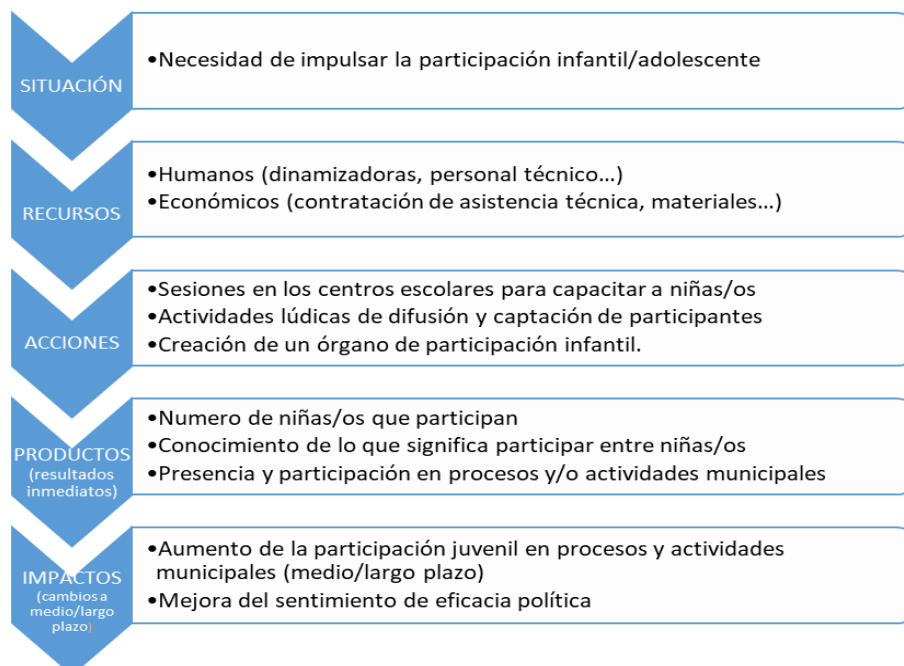 SITUACIÓN
•Necesidad de impulsar la participación infantil/adolescente
RECURSOS
•Humanos (dinamizadoras, personal técnico…)
•Económicos (contratación de asistencia técnica, materiales…)
ACCIONES
•Sesiones en los centros escolares para capacitar a niñas/os
•Actividades lúdicas de difusión y captación de participantes
•Creación de un órgano de participación infantil.
PRODUCTOS
(resultados
inmediatos)
•Numero de niñas/os que participan
•Conocimiento de lo que significa participar entre niñas/os
•Presencia y participación en procesos y/o actividades municipales
IMPACTOS
(cambios a
medio/largo
plazo)
•Aumento de la participación juvenil en procesos y actividades
municipales (medio/largo plazo)
•Mejora del sentimiento de eficacia política